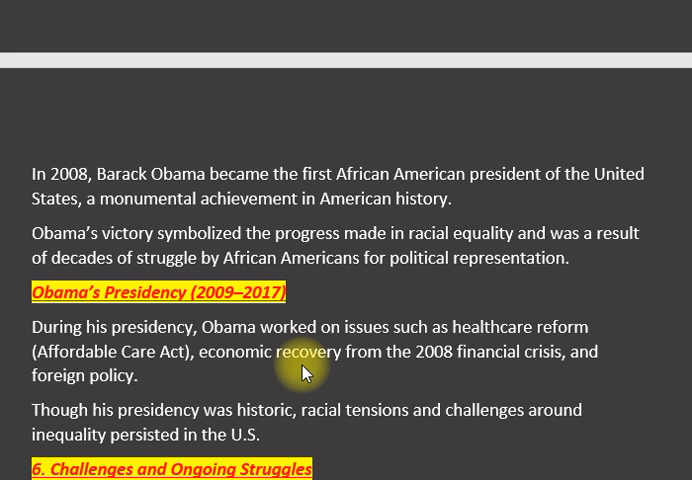 In 2008, Barack Obama became the first African American president of the United
States, a monumental achievement in American history.
Obama’s victory symbolized the progress made in racial equality and was a result
of decades of struggle by African Americans for political representation.
Obama’s Presidency (2009–2017)
During his presidency, Obama worked on issues such as healthcare reform
(Affordable Care Act), economic recovery from the 2008 financial crisis, and
foreign policy.
Though his presidency was historic, racial tensions and challenges around
inequality persisted in the U.S.
6. Challenges and Ongoing Struggles